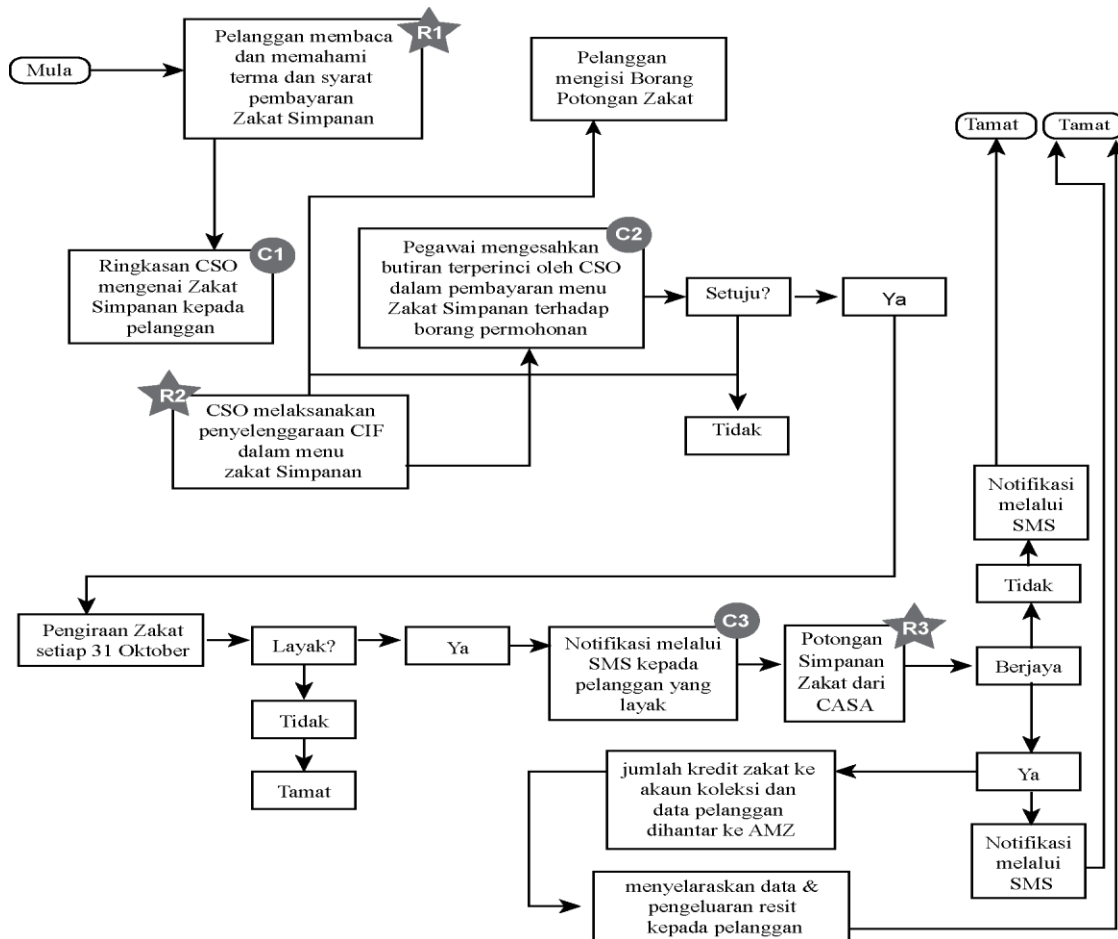 Mula
Pelanggan membaca
dan memahami
terma dan syarat
pembayaran
Zakat Simpanan
R1
Pelanggan
mengisi Borang
Potongan Zakat
Tamat
Tamat
Ringkasan CSO
mengenai Zakat
Simpanan kepada
pelanggan
C1
Pegawai mengesahkan
butiran terperinci oleh CSO
dalam pembayaran menu
Zakat Simpanan terhadap
borang permohonan
C2
Setuju?
Ya
Tidak
R2
CSO melaksanakan
penyelenggaraan CIF
dalam menu
zakat Simpanan
Pengiraan Zakat
setiap 31 Oktober
Layak?
Ya
Tidak
Tamat
Notifikasi melalui
SMS kepada
pelanggan yang
layak
C3
Potongan
Simpanan
Zakat dari
CASA
R3
Berjaya
Tidak
Notifikasi
melalui
SMS
Ya
Notifikasi
melalui
SMS
jumlah kredit zakat ke
akaun koleksi dan
data pelanggan
dihantar ke AMZ
menyelaraskan data &
pengeluaran resit
kepada pelanggan